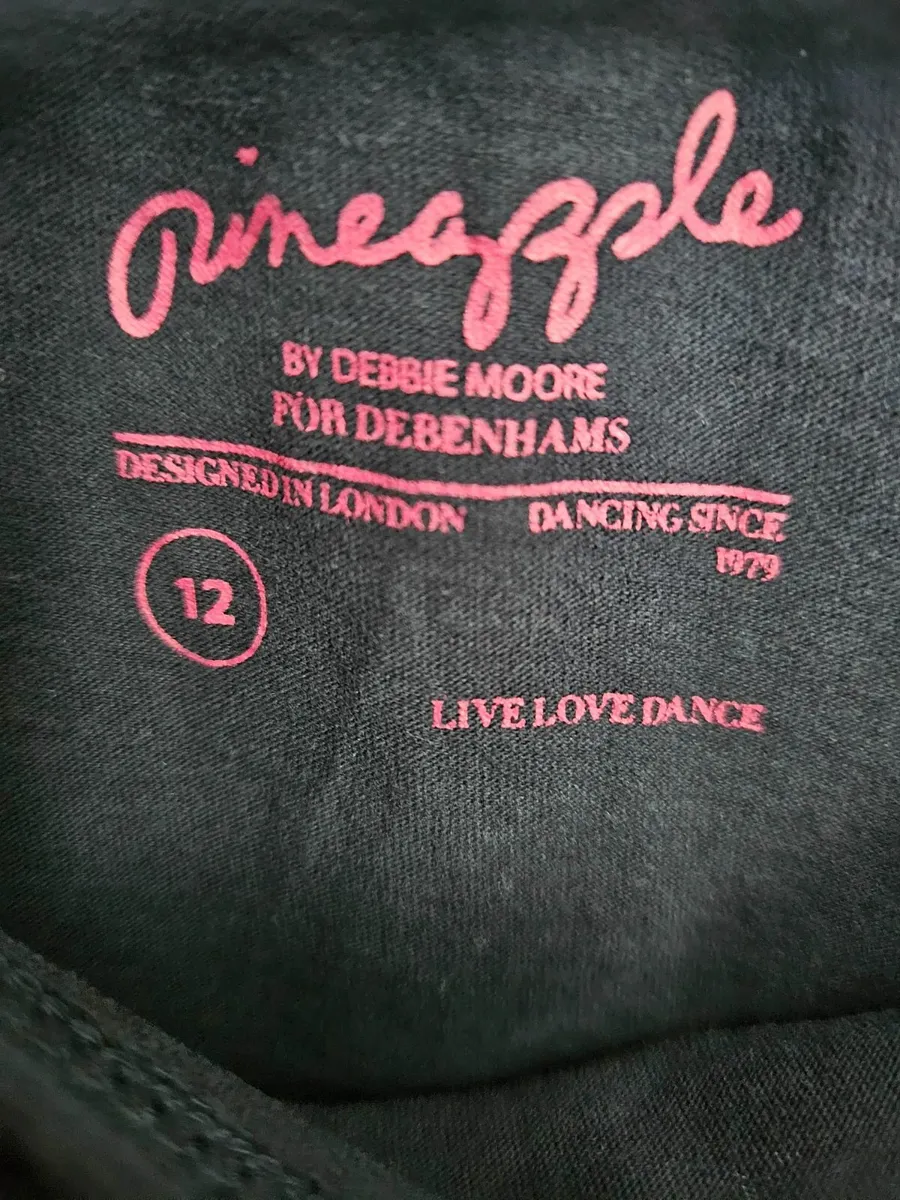 pineapple
BY DEBBIE MOORE
FOR DEBENHAMS
DESIGNED IN LONDON DANCING SINCE
1979
12
LIVE LOVE DANCE